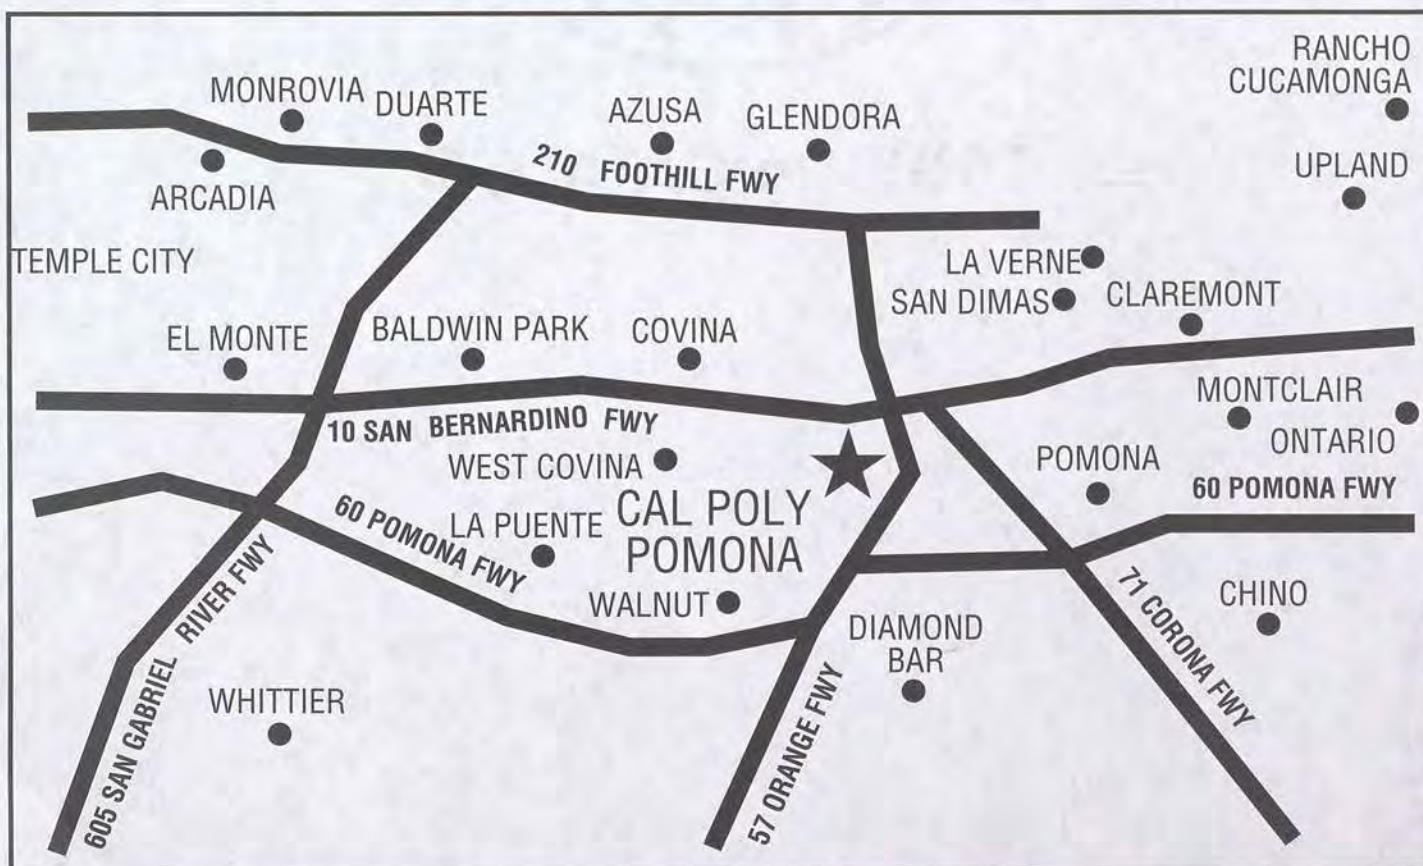 RANCHO
CUCAMONGA
MONROVIA
DUARTE
AZUSA
GLENDORA
210 FOOTHILL FWY
UPLAND
ARCADIA
TEMPLE CITY
LA VERNE
SAN DIMAS
CLAREMONT
EL MONTE
BALDWIN PARK
COVINA
MONTCLAIR
10 SAN BERNARDINO FWY
ONTARIO
WEST COVINA
POMONA
60 POMONA FWY
CAL POLY
POMONA
LA PUENTE
60 POMONA FWY
WALNUT
CHINO
DIAMOND
BAR
71 CORONA FWY
605 SAN GABRIEL RIVER FWY
WHITTIER
57 ORANGE FWY